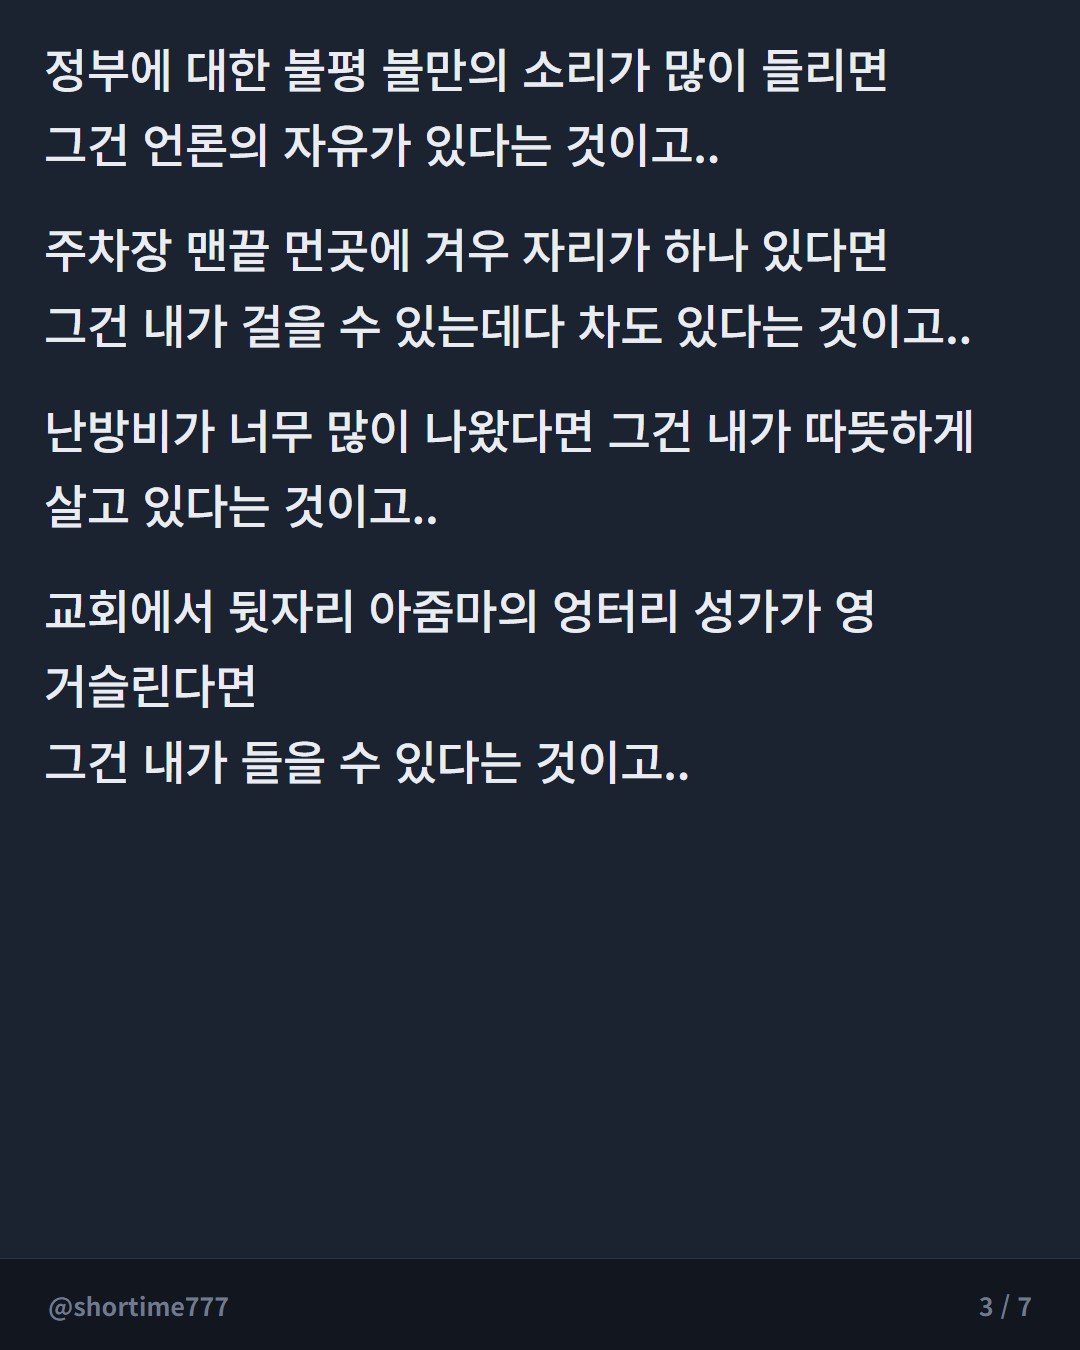 정부에 대한 불평 불만의 소리가 많이 들리면
그건 언론의 자유가 있다는 것이고..
주차장 맨끝 먼곳에 겨우 자리가 하나 있다면
그건 내가 걸을 수 있는데다 차도 있다는 것이고..
난방비가 너무 많이 나왔다면 그건 내가 따뜻하게
살고 있다는 것이고..
교회에서 뒷자리 아줌마의 엉터리 성가가 영
거슬린다면
그건 내가 들을 수 있다는 것이고..
@shortime777
3 / 7